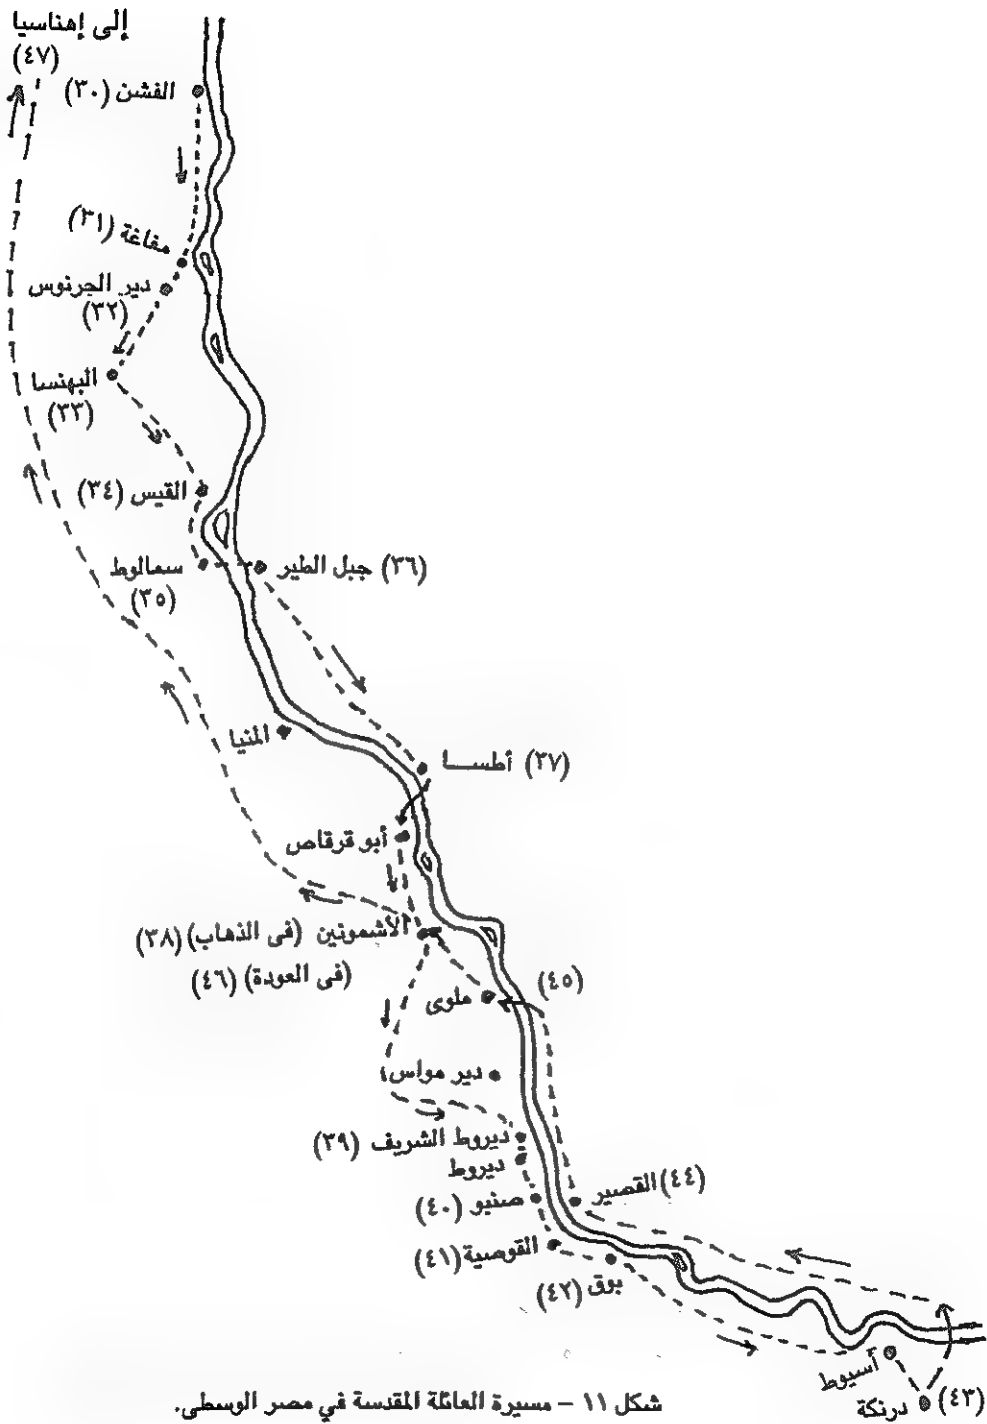 إلى إهناسيا
(٤٧)
الفشن (٣٠)
مفاغة (٣١)
دير الجرنوس
(٣٢)
البهنسا
(٣٣)
القيس (٣٤)
سمالوط
(٣٥)
جبل الطير (٣٦)
المنيا
أطسا (٣٧)
أبو قرقاص
الأشمونين (فى الذهاب) (٣٨)
(فى العودة) (٤٦)
(٤٥)
ملوى
دير مواس
ديروط الشريف (٣٩)
ديروط
القصير (٤٤)
صنبو (٤٠)
القوصية (٤١)
بوق (٤٢)
أسيوط
درنكة (٤٣)
شكل ١١ – مسيرة العائلة المقدسة في مصر الوسطى.